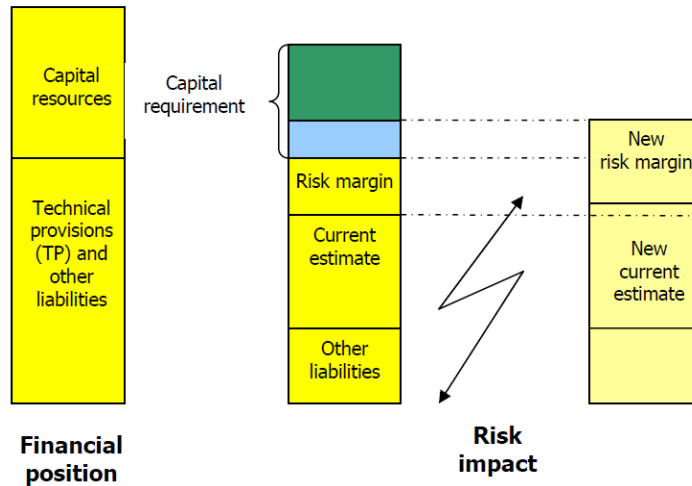 Capital
resources
Technical
provisions
(TP) and
other
liabilities
Financial
position
Capital
requirement
Risk margin
Current
estimate
Other
liabilities
Risk
impact
New
risk margin
New
current
estimate